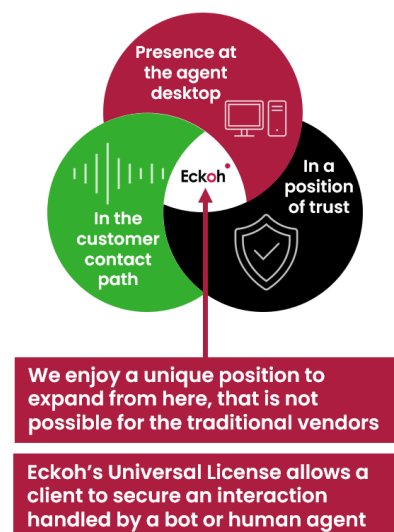 Presence at
the agent
desktop
Eckoh
In a
position
of trust
In the
customer
contact
path
We enjoy a unique position to
expand from here, that is not
possible for the traditional vendors
Eckoh's Universal License allows a
client to secure an interaction
handled by a bot or human agent